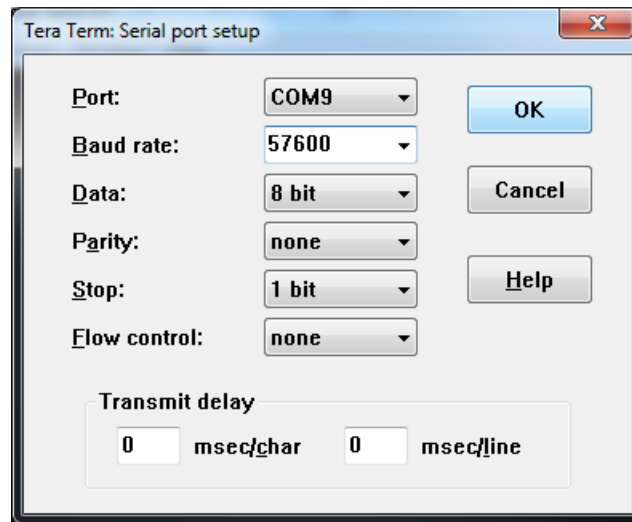 Tera Term: Serial port setup
Port: COM9
OK
Baud rate: 57600
Data: 8 bit
Cancel
Parity: none
Stop: 1 bit
Help
Flow control: none
Transmit delay
0 msec/char 0 msec/line